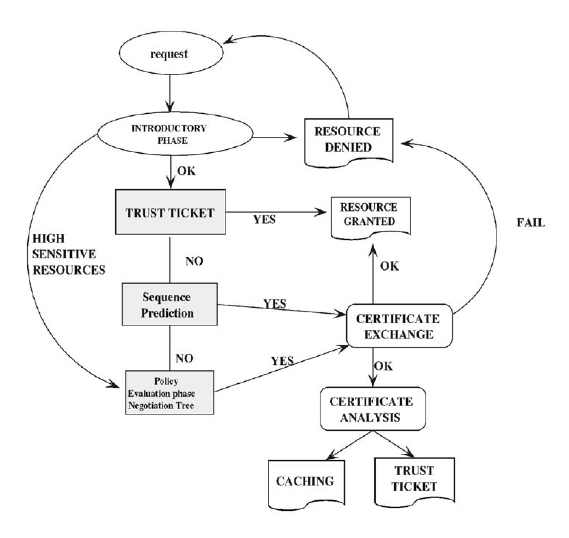 request
INTRODUCTORY
PHASE
RESOURCE
DENIED
OK
TRUST TICKET
YES
RESOURCE
GRANTED
FAIL
HIGH
SENSITIVE
RESOURCES
NO
OK
Sequence
Prediction
YES
CERTIFICATE
EXCHANGE
NO
YES
OK
Policy
Evaluation phase
Negotiation Tree
CERTIFICATE
ANALYSIS
CACHING
TRUST
TICKET